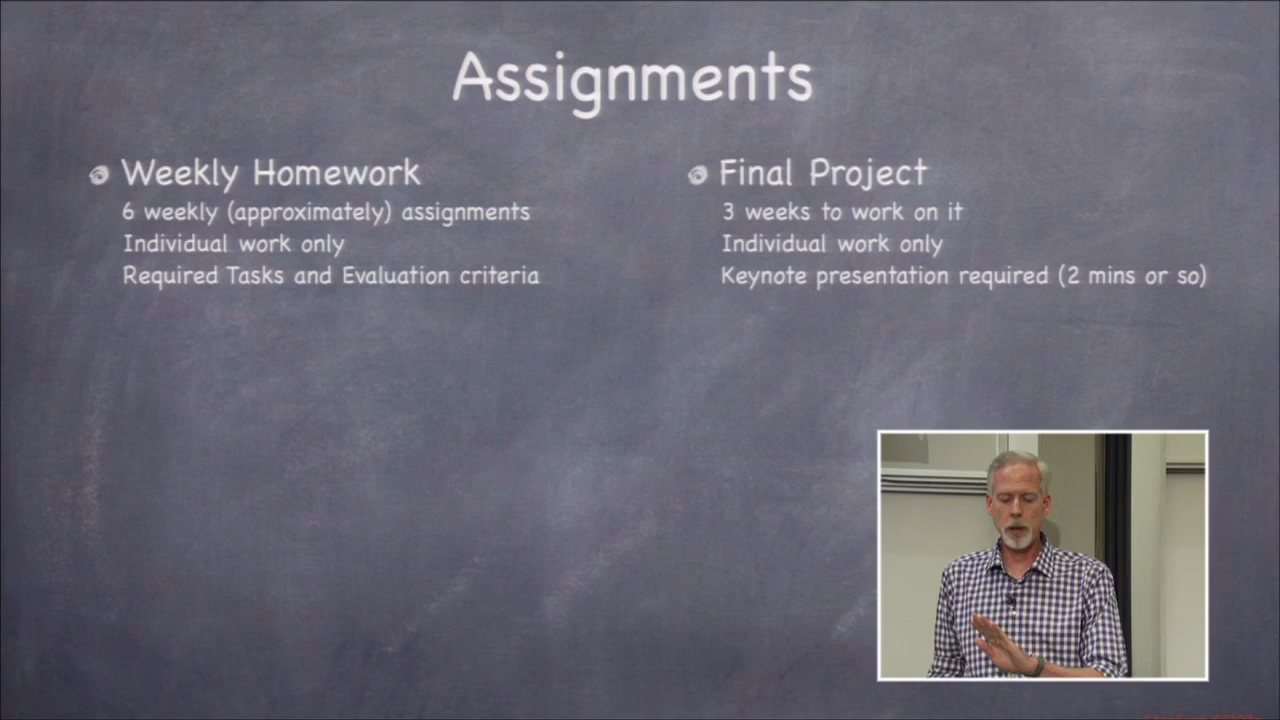 Assignments
Weekly Homework
6 weekly (approximately) assignments
Individual work only
Required Tasks and Evaluation criteria
Final Project
3 weeks to work on it
Individual work only
Keynote presentation required (2 mins or so)